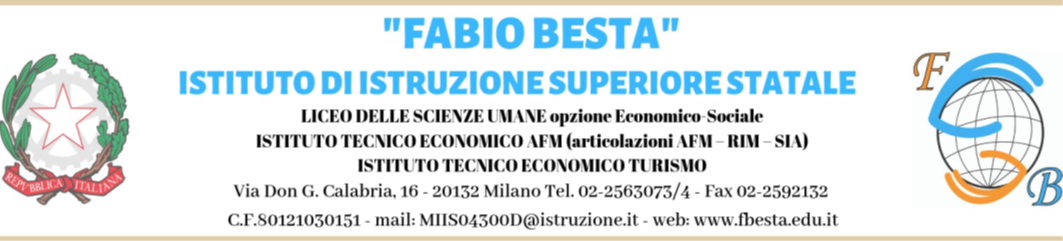 "FABIO BESTA"
ISTITUTO DI ISTRUZIONE SUPERIORE STATALE
LICEO DELLE SCIENZE UMANE opzione Economico-Sociale
ISTITUTO TECNICO ECONOMICO AFM (articolazioni AFM – RIM – SIA)
ISTITUTO TECNICO ECONOMICO TURISMO
Via Don G. Calabria, 16 - 20132 Milano Tel. 02-2563073/4 - Fax 02-2592132
C.F.80121030151 - mail: MIIS04300D@istruzione.it - web: www.fbesta.edu.it
REPUBBLICA ITALIANA
F
B